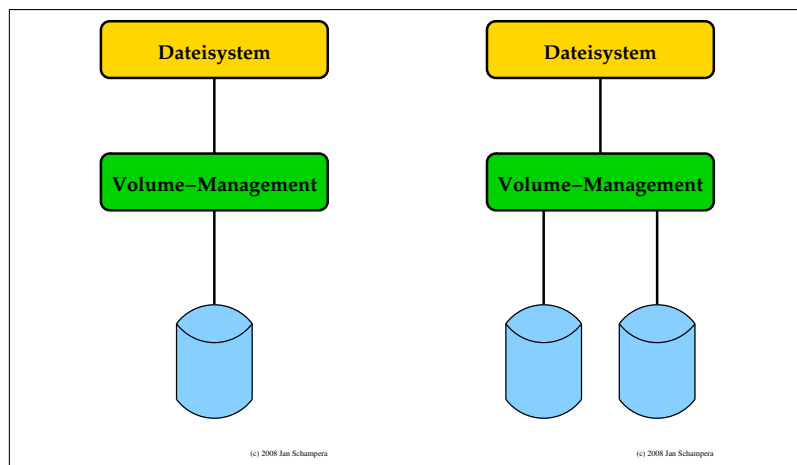 Dateisystem
Volume−Management
(c) 2008 Jan Schampera
Dateisystem
Volume−Management
(c) 2008 Jan Schampera